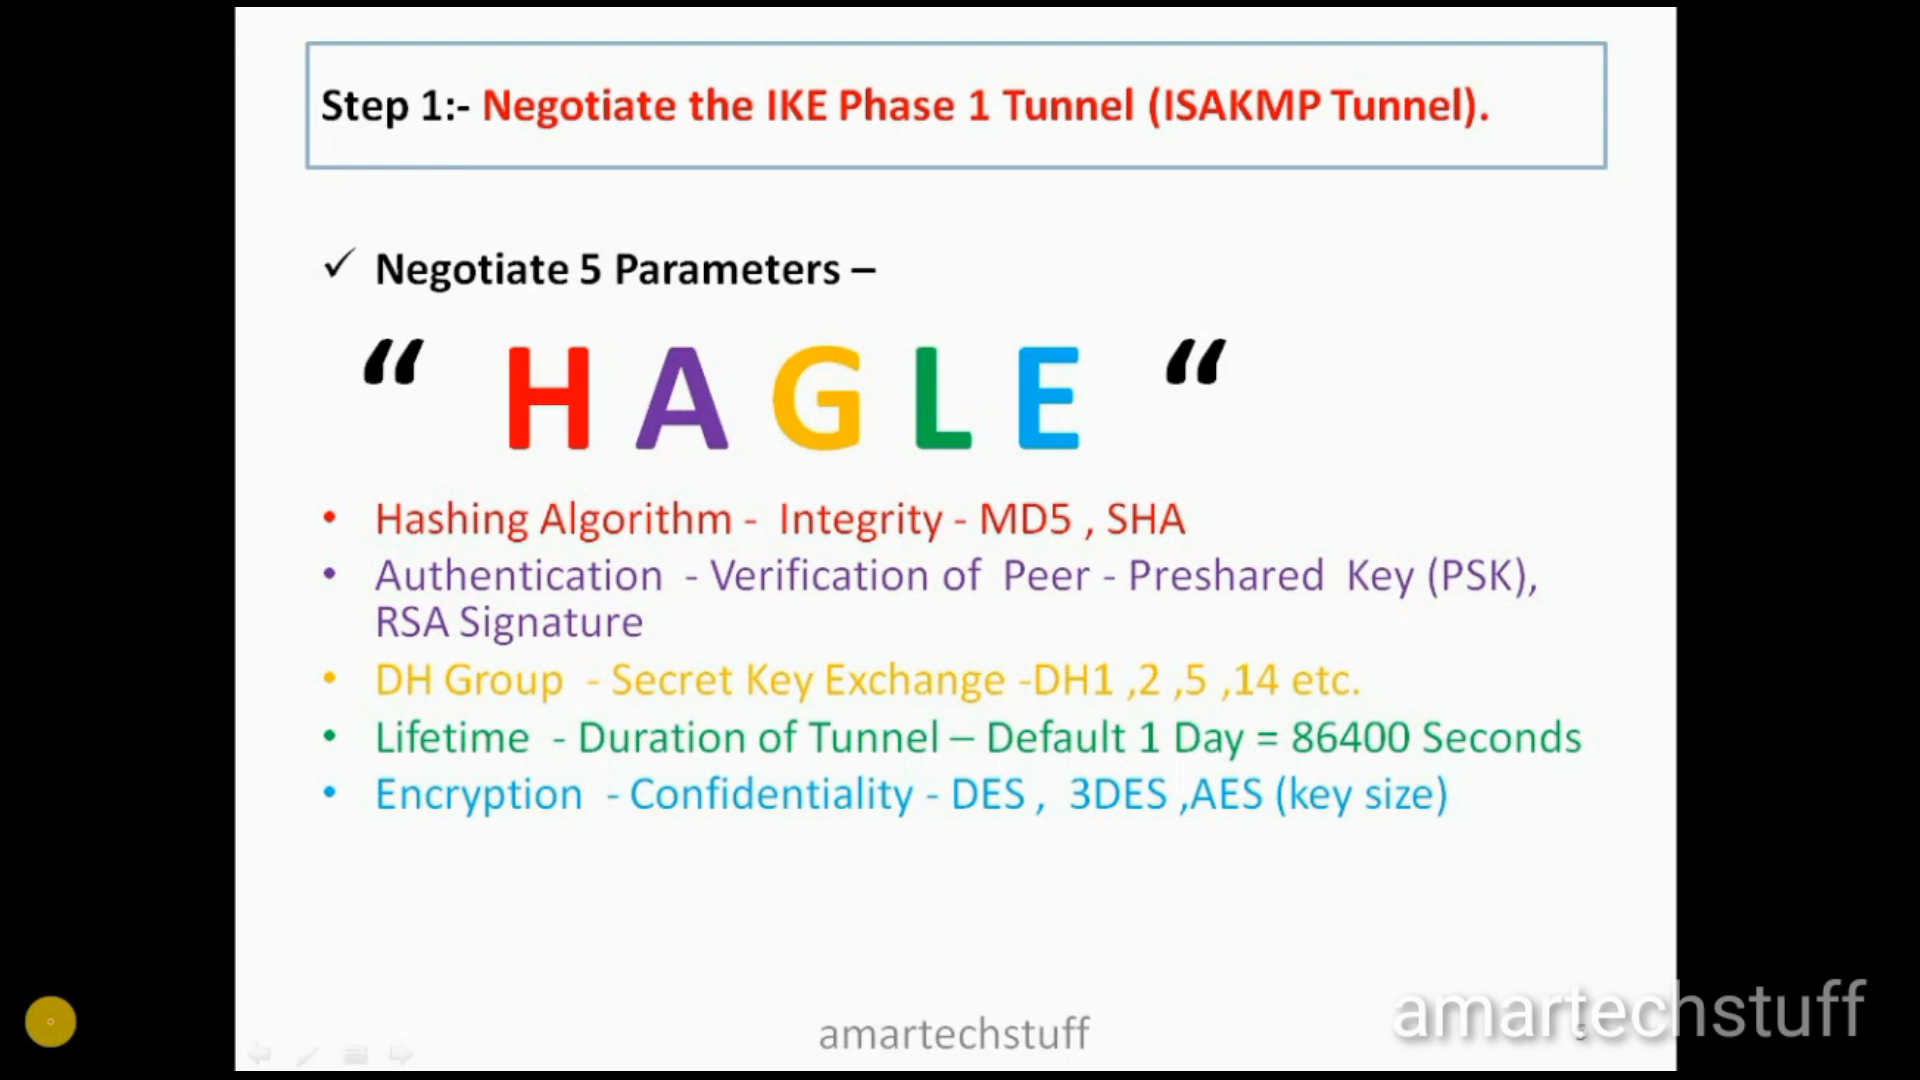 Step 1:- Negotiate the IKE Phase 1 Tunnel (ISAKMP Tunnel).
✓ Negotiate 5 Parameters –
“ H A G L E “
• Hashing Algorithm - Integrity - MD5 , SHA
• Authentication - Verification of Peer - Preshared Key (PSK),
RSA Signature
• DH Group - Secret Key Exchange -DH1 ,2 ,5 ,14 etc.
• Lifetime - Duration of Tunnel – Default 1 Day = 86400 Seconds
• Encryption - Confidentiality - DES , 3DES ,AES (key size)
amartechstuff
amartechstuff
5